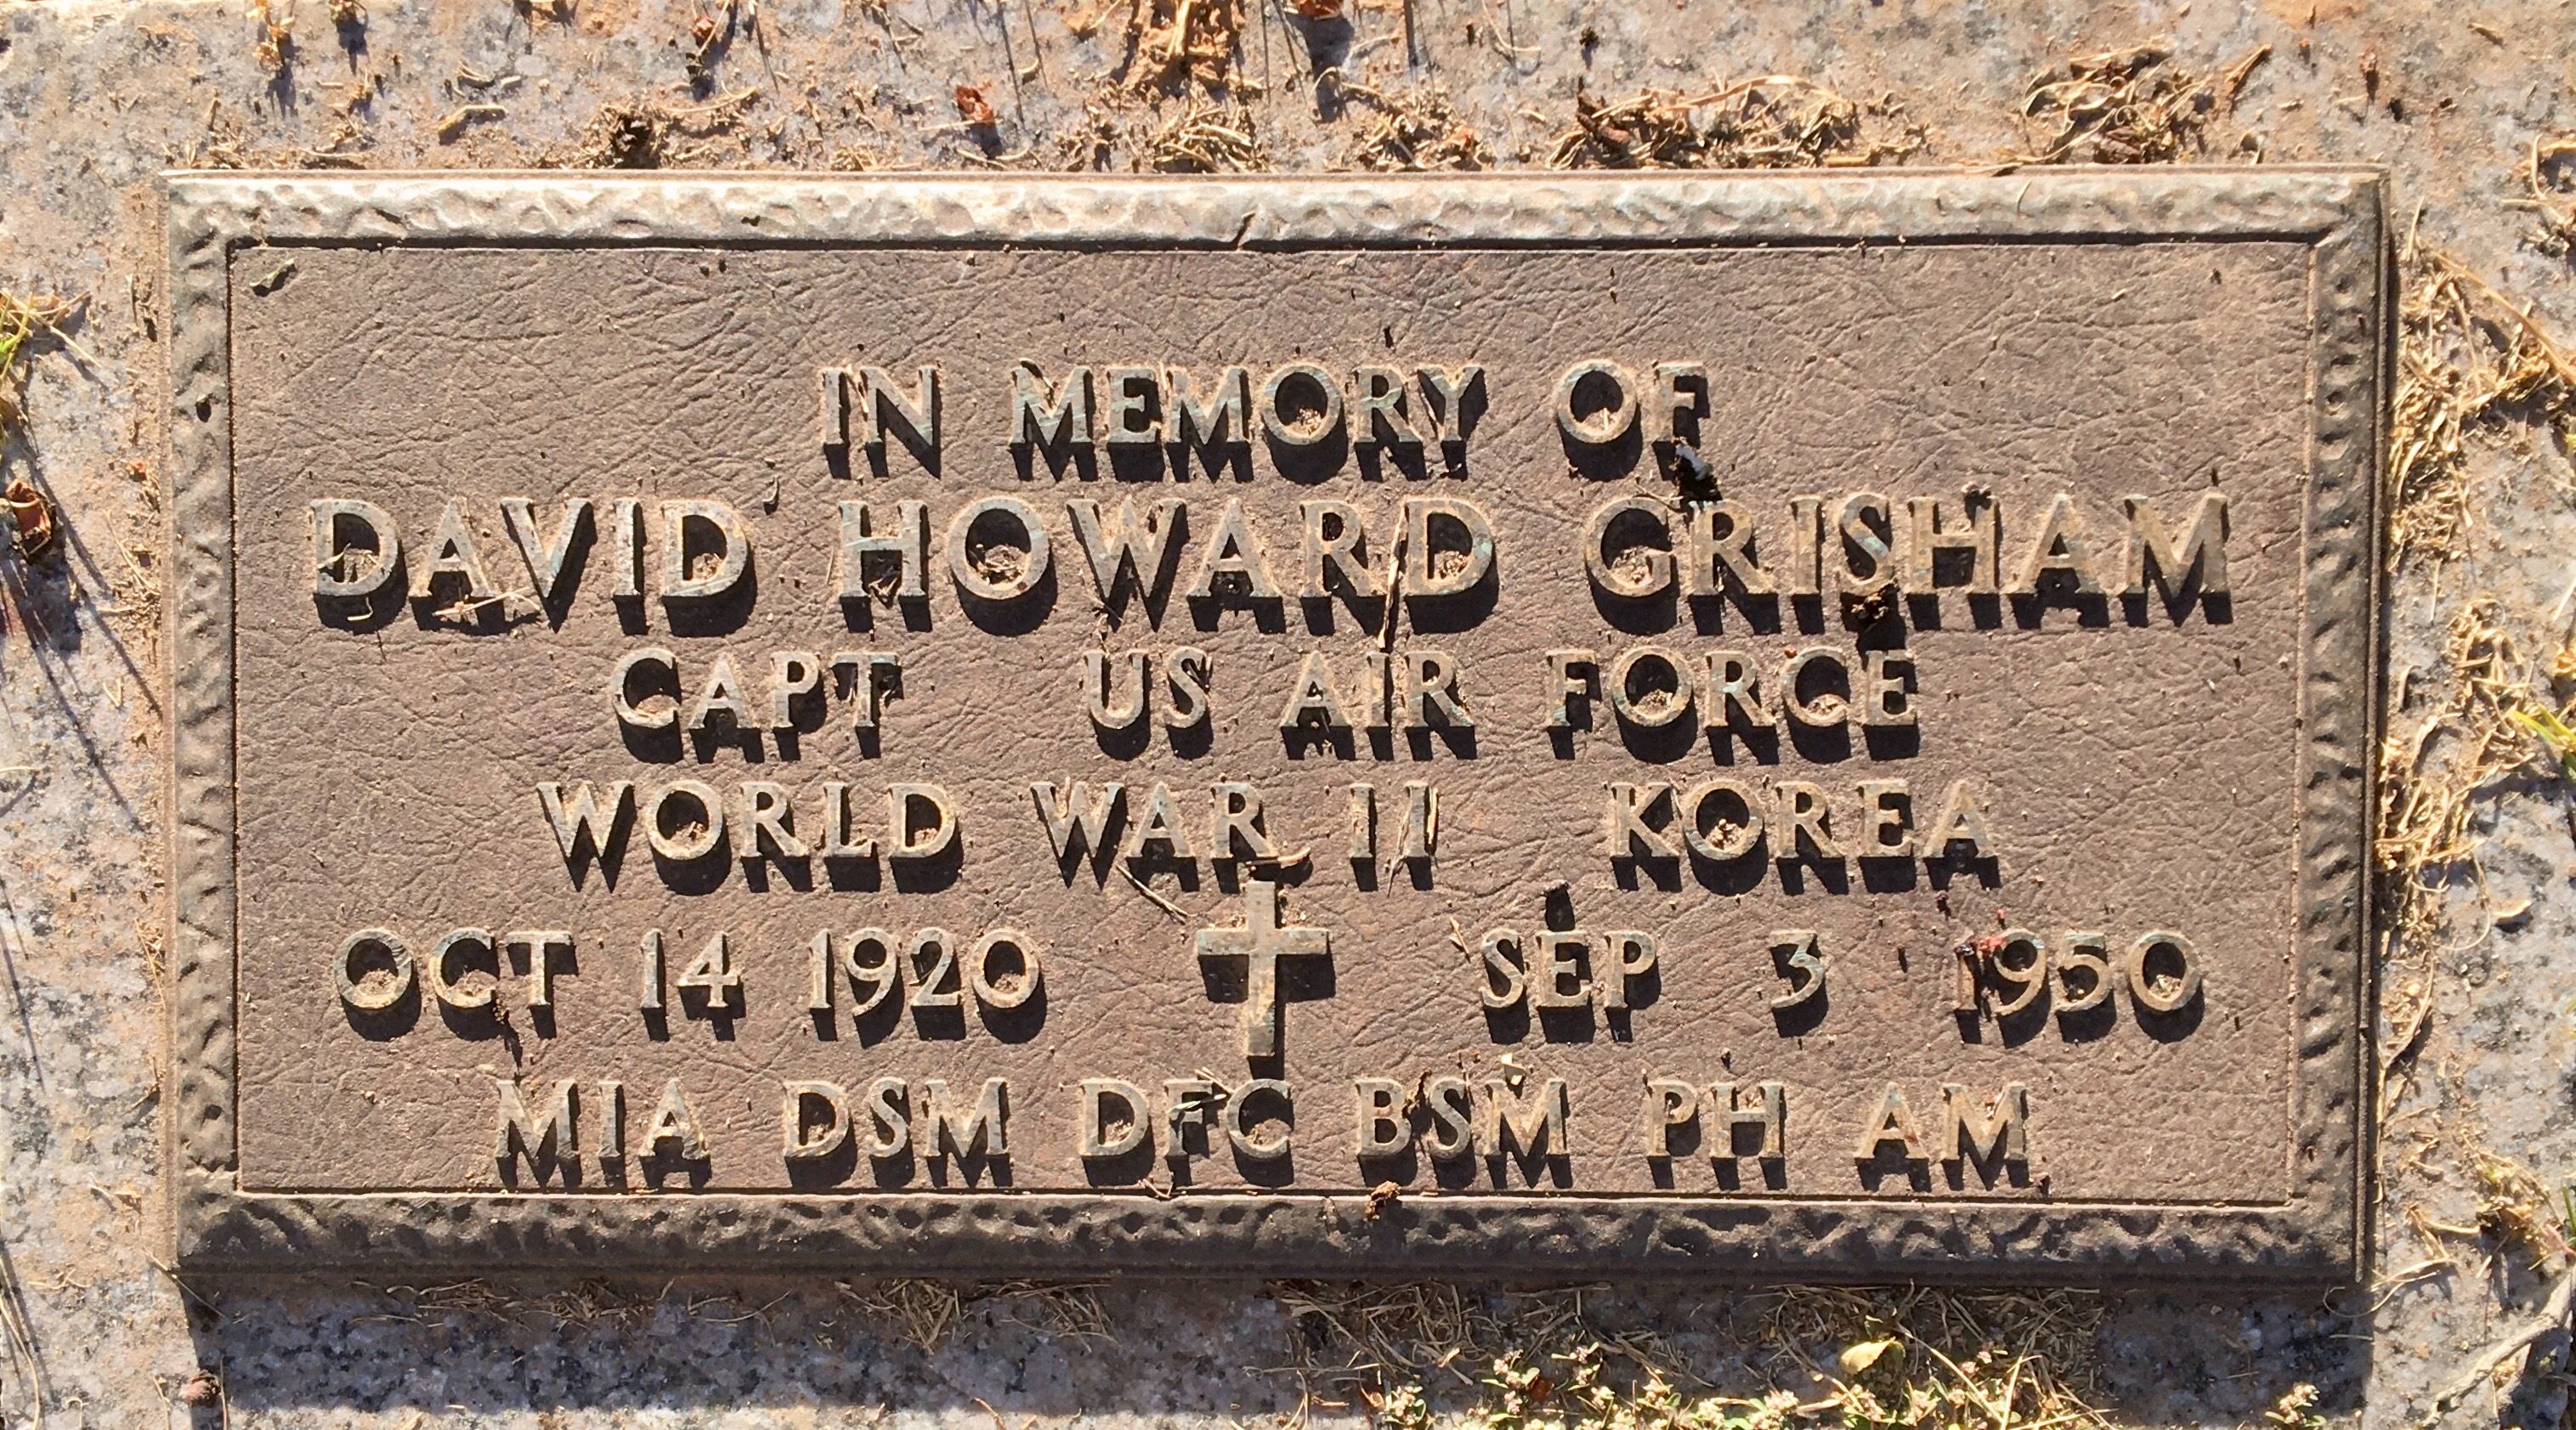 IN MEMORY OF
DAVID HOWARD GRISHAM
CAPT US AIR FORCE
WORLD WAR II KOREA
OCT 14 1920 SEP 3 1950
MIA DSM DFC BSM PH AM